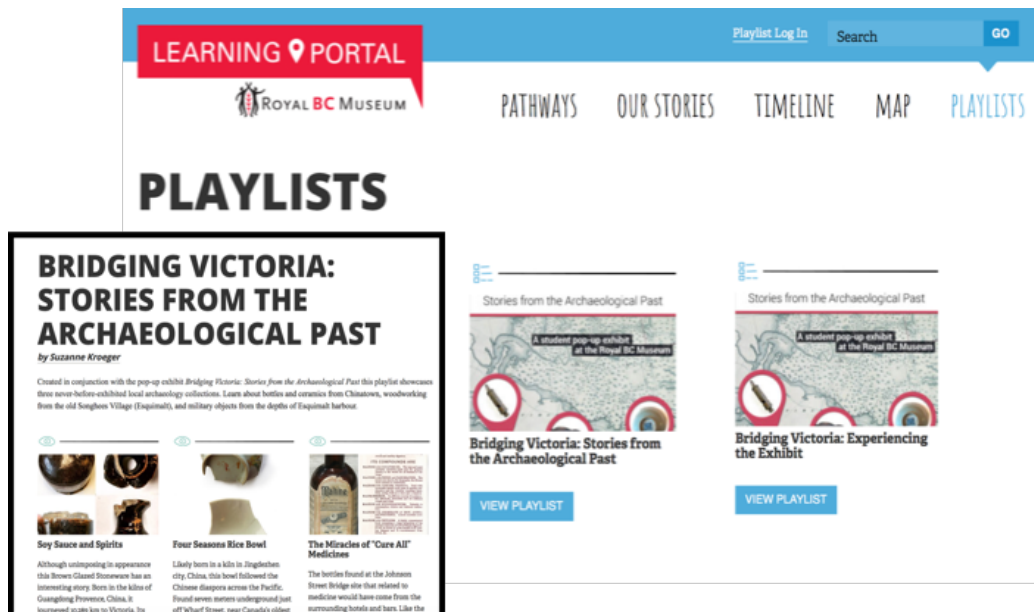 LEARNING PORTAL
ROYAL BC MUSEUM
Playlist Log In
Search
GO
PATHWAYS
OUR STORIES
TIMELINE
MAP
PLAYLISTS
PLAYLISTS
BRIDGING VICTORIA:
STORIES FROM THE
ARCHAEOLOGICAL PAST
by Suzanne Kroeger
Created in conjunction with the pop-up exhibit Bridging Victoria: Stories from the Archaeological Past this playlist showcases
three never-before-exhibited local archaeology collections. Learn about bottles and ceramics from Chinatown, woodworking
from the old Songhees Village (Esquimalt), and military objects from the depths of Esquimalt harbour.
Soy Sauce and Spirits
Although unimposing in appearance
this Brown Glazed Stoneware has an
interesting story. Born in the kilns of
Guangdong Provence, China, it
journeyed km to Victoria. Its
Four Seasons Rice Bowl
Likely born in a kiln in Jingdezhen
city, China, this bowl followed the
Chinese diaspora across the Pacific.
Found seven meters underground just
off Wharf Street, near Canada's oldest
The Miracles of "Cure All"
Medicines
The bottles found at the Johnson
Street Bridge site that related to
medicine would have come from the
surrounding hotels and bars. Like the
Stories from the Archaeological Past
A student pop-up exhibit
at the Royal BC Museum
Bridging Victoria: Stories from
the Archaeological Past
VIEW PLAYLIST
Stories from the Archaeological Past
A student pop-up exhibit
at the Royal BC Museum
Bridging Victoria: Experiencing
the Exhibit
VIEW PLAYLIST